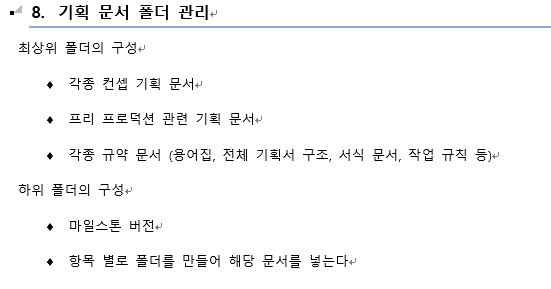 8. 기획 문서 폴더 관리
최상위 폴더의 구성
♦ 각종 컨셉 기획 문서
♦ 프리 프로덕션 관련 기획 문서
♦ 각종 규약 문서 (용어집, 전체 기획서 구조, 서식 문서, 작업 규칙 등)
하위 폴더의 구성
♦ 마일스톤 버전
♦ 항목 별로 폴더를 만들어 해당 문서를 넣는다